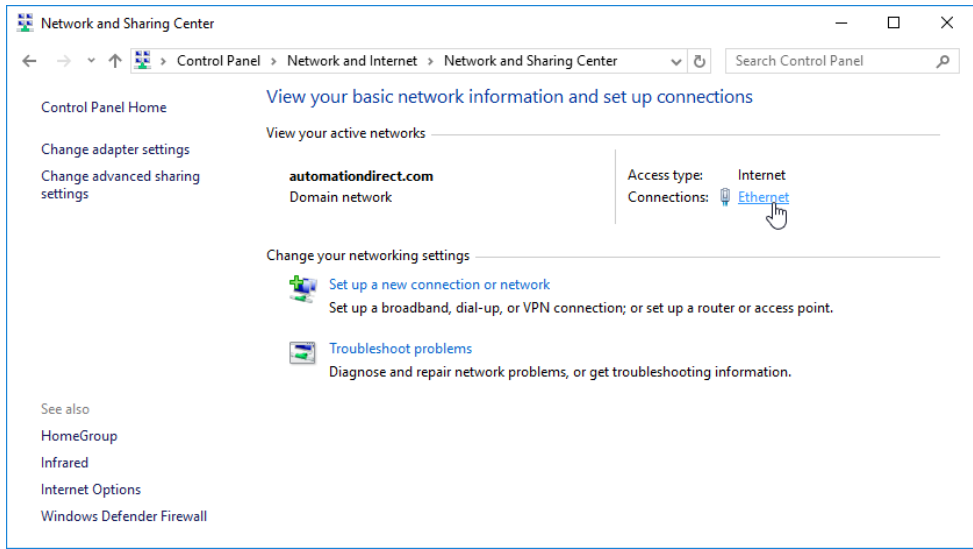 Network and Sharing Center
Control Panel > Network and Internet > Network and Sharing Center
Search Control Panel
Control Panel Home
Change adapter settings
Change advanced sharing
settings
View your basic network information and set up connections
View your active networks
automationdirect.com
Domain network
Access type: Internet
Connections: Ethernet
Change your networking settings
Set up a new connection or network
Set up a broadband, dial-up, or VPN connection; or set up a router or access point.
Troubleshoot problems
Diagnose and repair network problems, or get troubleshooting information.
See also
HomeGroup
Infrared
Internet Options
Windows Defender Firewall